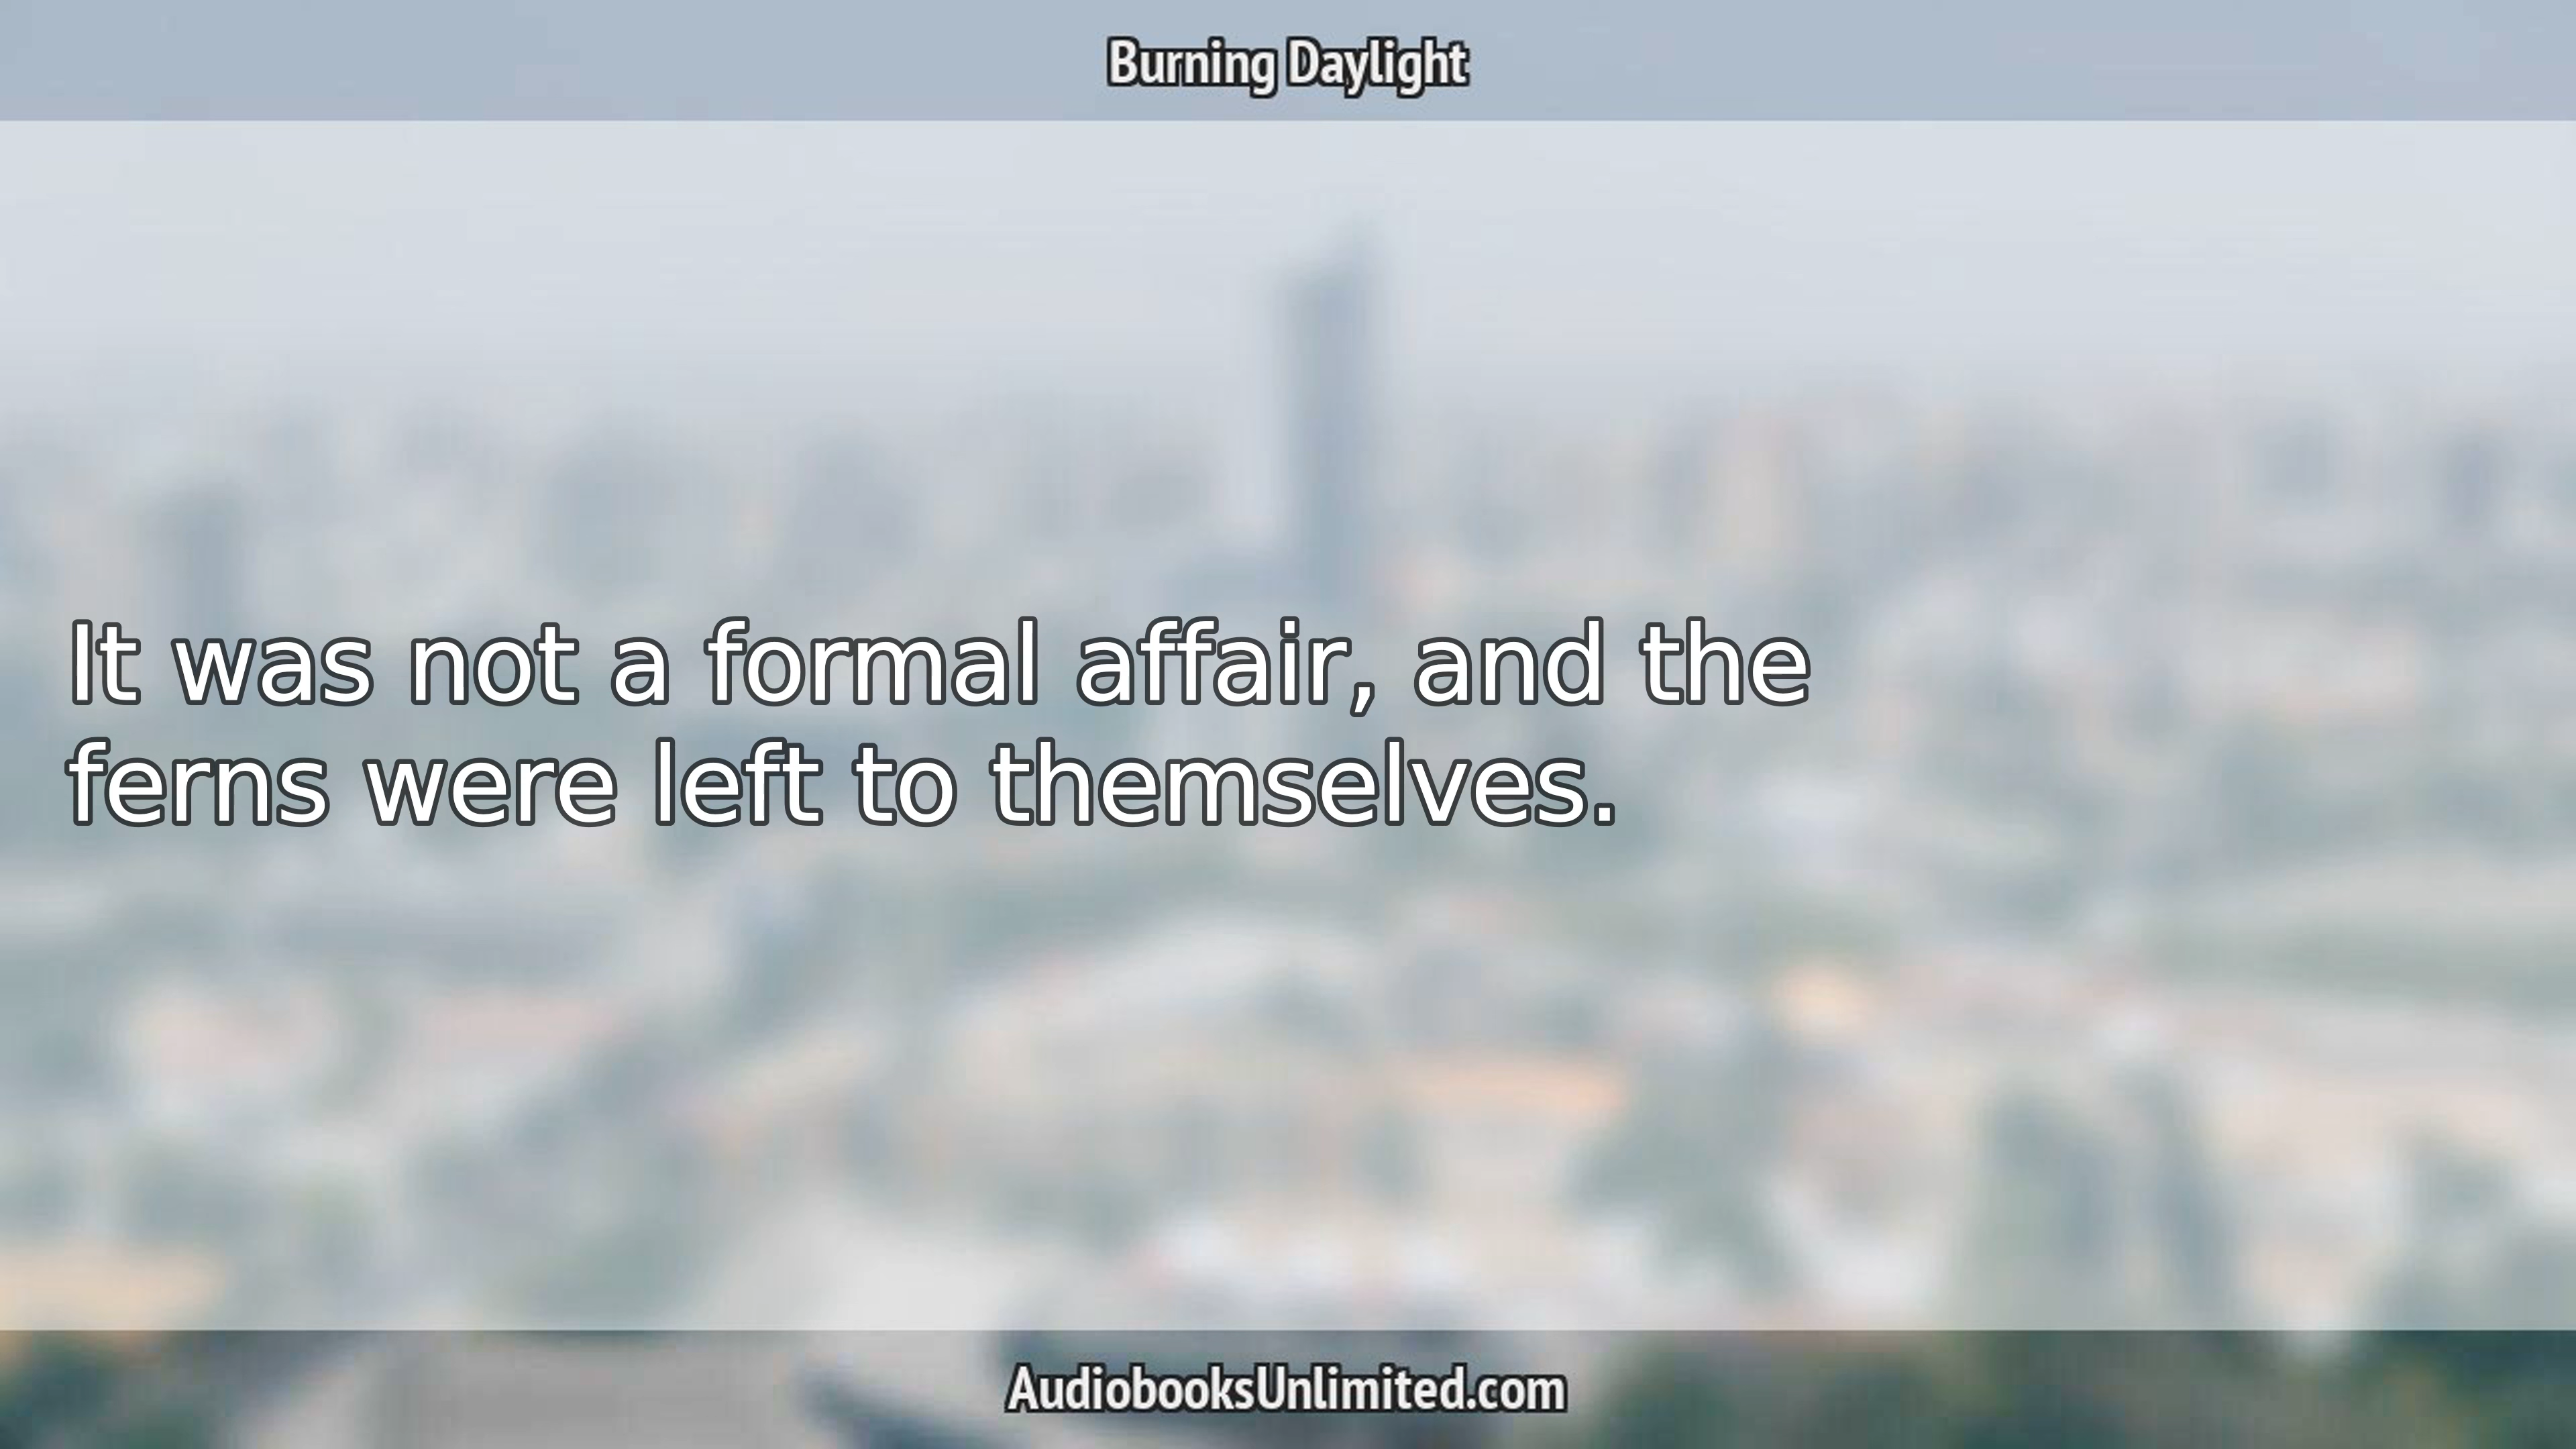 Burning Daylight
It was not a formal affair, and the
ferns were left to themselves.
AudiobooksUnlimited.com